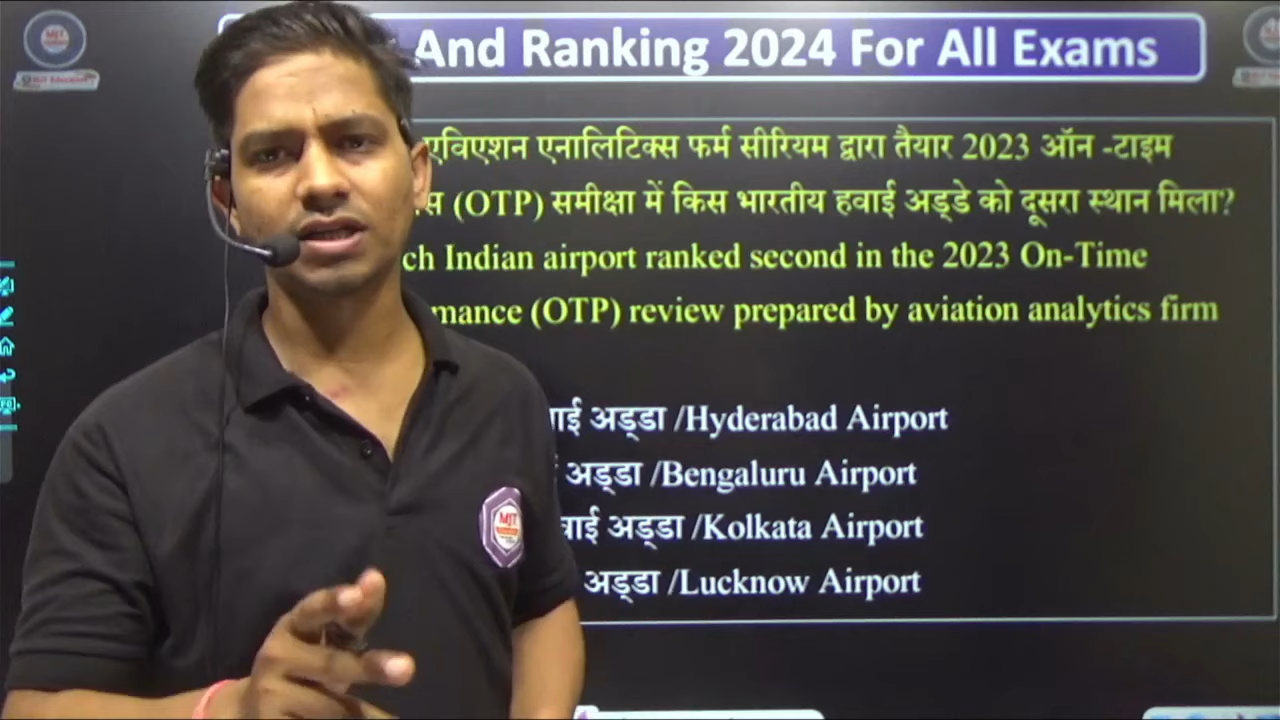 And Ranking 2024 For All Exams
एविएशन एनालिटिक्स फर्म सीरियम द्वारा तैयार 2023 ऑन -टाइम
(OTP) समीक्षा में किस भारतीय हवाई अड्डे को दूसरा स्थान मिला?
ch Indian airport ranked second in the 2023 On-Time
mance (OTP) review prepared by aviation analytics firm
अड्डा /Hyderabad Airport
अड्डा /Bengaluru Airport
अड्डा /Kolkata Airport
अड्डा /Lucknow Airport
MJT